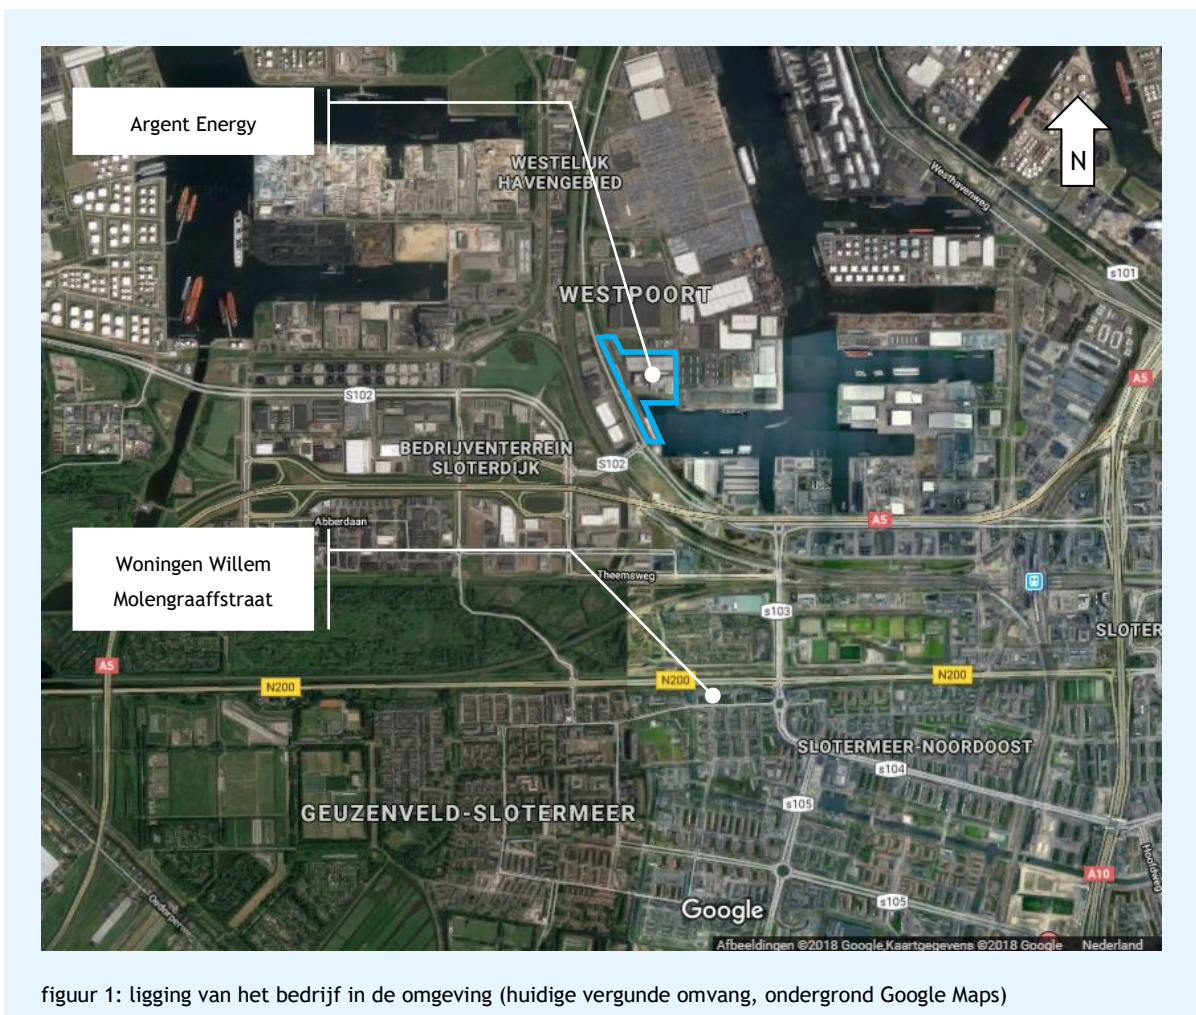 Argent Energy
WESTELIJK
HAVENGEBIED
N
Westhavenweg
s101
WESTPOORT
A5
S102
BEDRIJVENTERREIN
SLOTERDIJK
S102
A5
Abberdaan
Woningen Willem
Molengraaffstraat
Theemsweg
s103
SLOTER
A5
N200
N200
N200
SLOTERMEER-NOORDOOST
s104
s105
GEUZENVELD-SLOTERMEER
Hoofdweg
A10
s105
Google
Afbeeldingen ©2018 Google,Kaartgegevens ©2018 Google Nederland
figuur 1: ligging van het bedrijf in de omgeving (huidige vergunde omvang, ondergrond Google Maps)